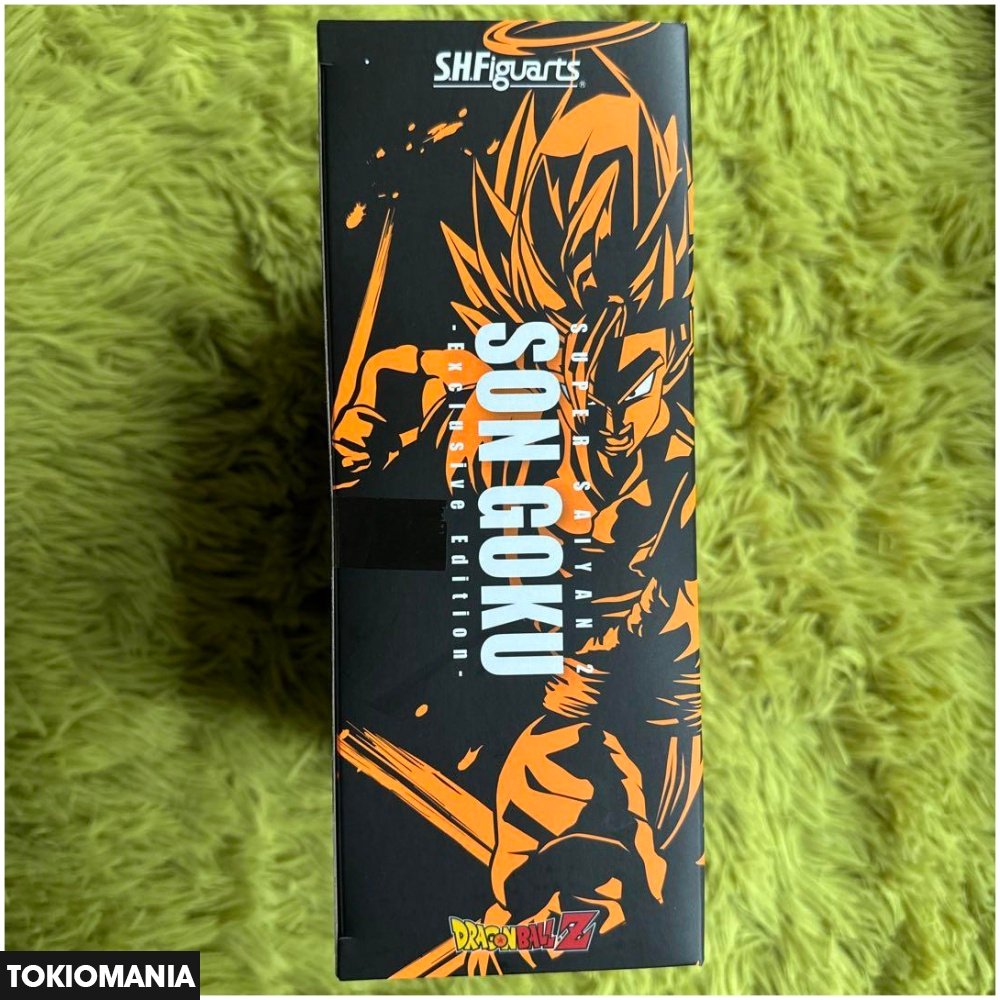 S.H.Figuarts®
SUPER SAIYAN 2
SON GOKU
-Exclusive Edition-
DRAGON BALL Z
TOKIOMANIA